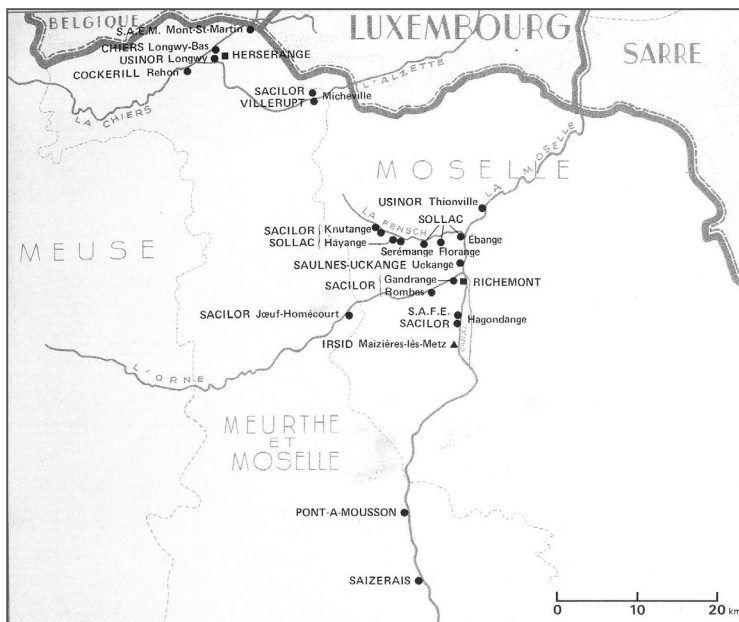 BELGIQUE
LUXEMBOURG
SARRE
S.A.E.M. Mont-St-Martin
CHIERS Longwy-Bas
USINOR Longwy
HERSERANGE
COCKERILL Rehon
LA CHIERS
SACILOR
VILLERUPT
Micheville
L'ALZETTE
MOSELLE
LA MOSELLE
MEUSE
USINOR Thionville
LA FENSCH
SOLLAC
SACILOR Knutange
SOLLAC Hayange
Ébange
Serémange Florange
SAULNES-UCKANGE Uckange
SACILOR
Gandrange
Rombas
RICHEMONT
SACILOR Jœuf-Homécourt
S.A.F.E.
SACILOR
Hagondange
CANAL
IRSID Maizières-lès-Metz
L'ORNE
MEURTHE
ET
MOSELLE
PONT-A-MOUSSON
SAIZERAIS
0 10 20 km